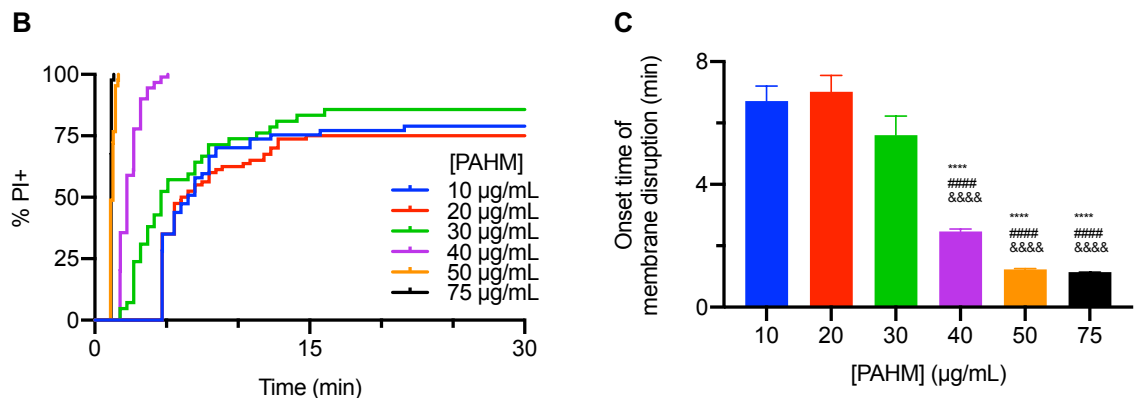 B
% PI+
100
75
50
25
0
0
15
30
Time (min)
[PAHM]
10 µg/mL
20 µg/mL
30 µg/mL
40 µg/mL
50 µg/mL
75 µg/mL
C
Onset time of
membrane disruption (min)
8
4
0
****
####
&&&&
****
####
&&&&
****
####
&&&&
10 20 30 40 50 75
[PAHM] (µg/mL)